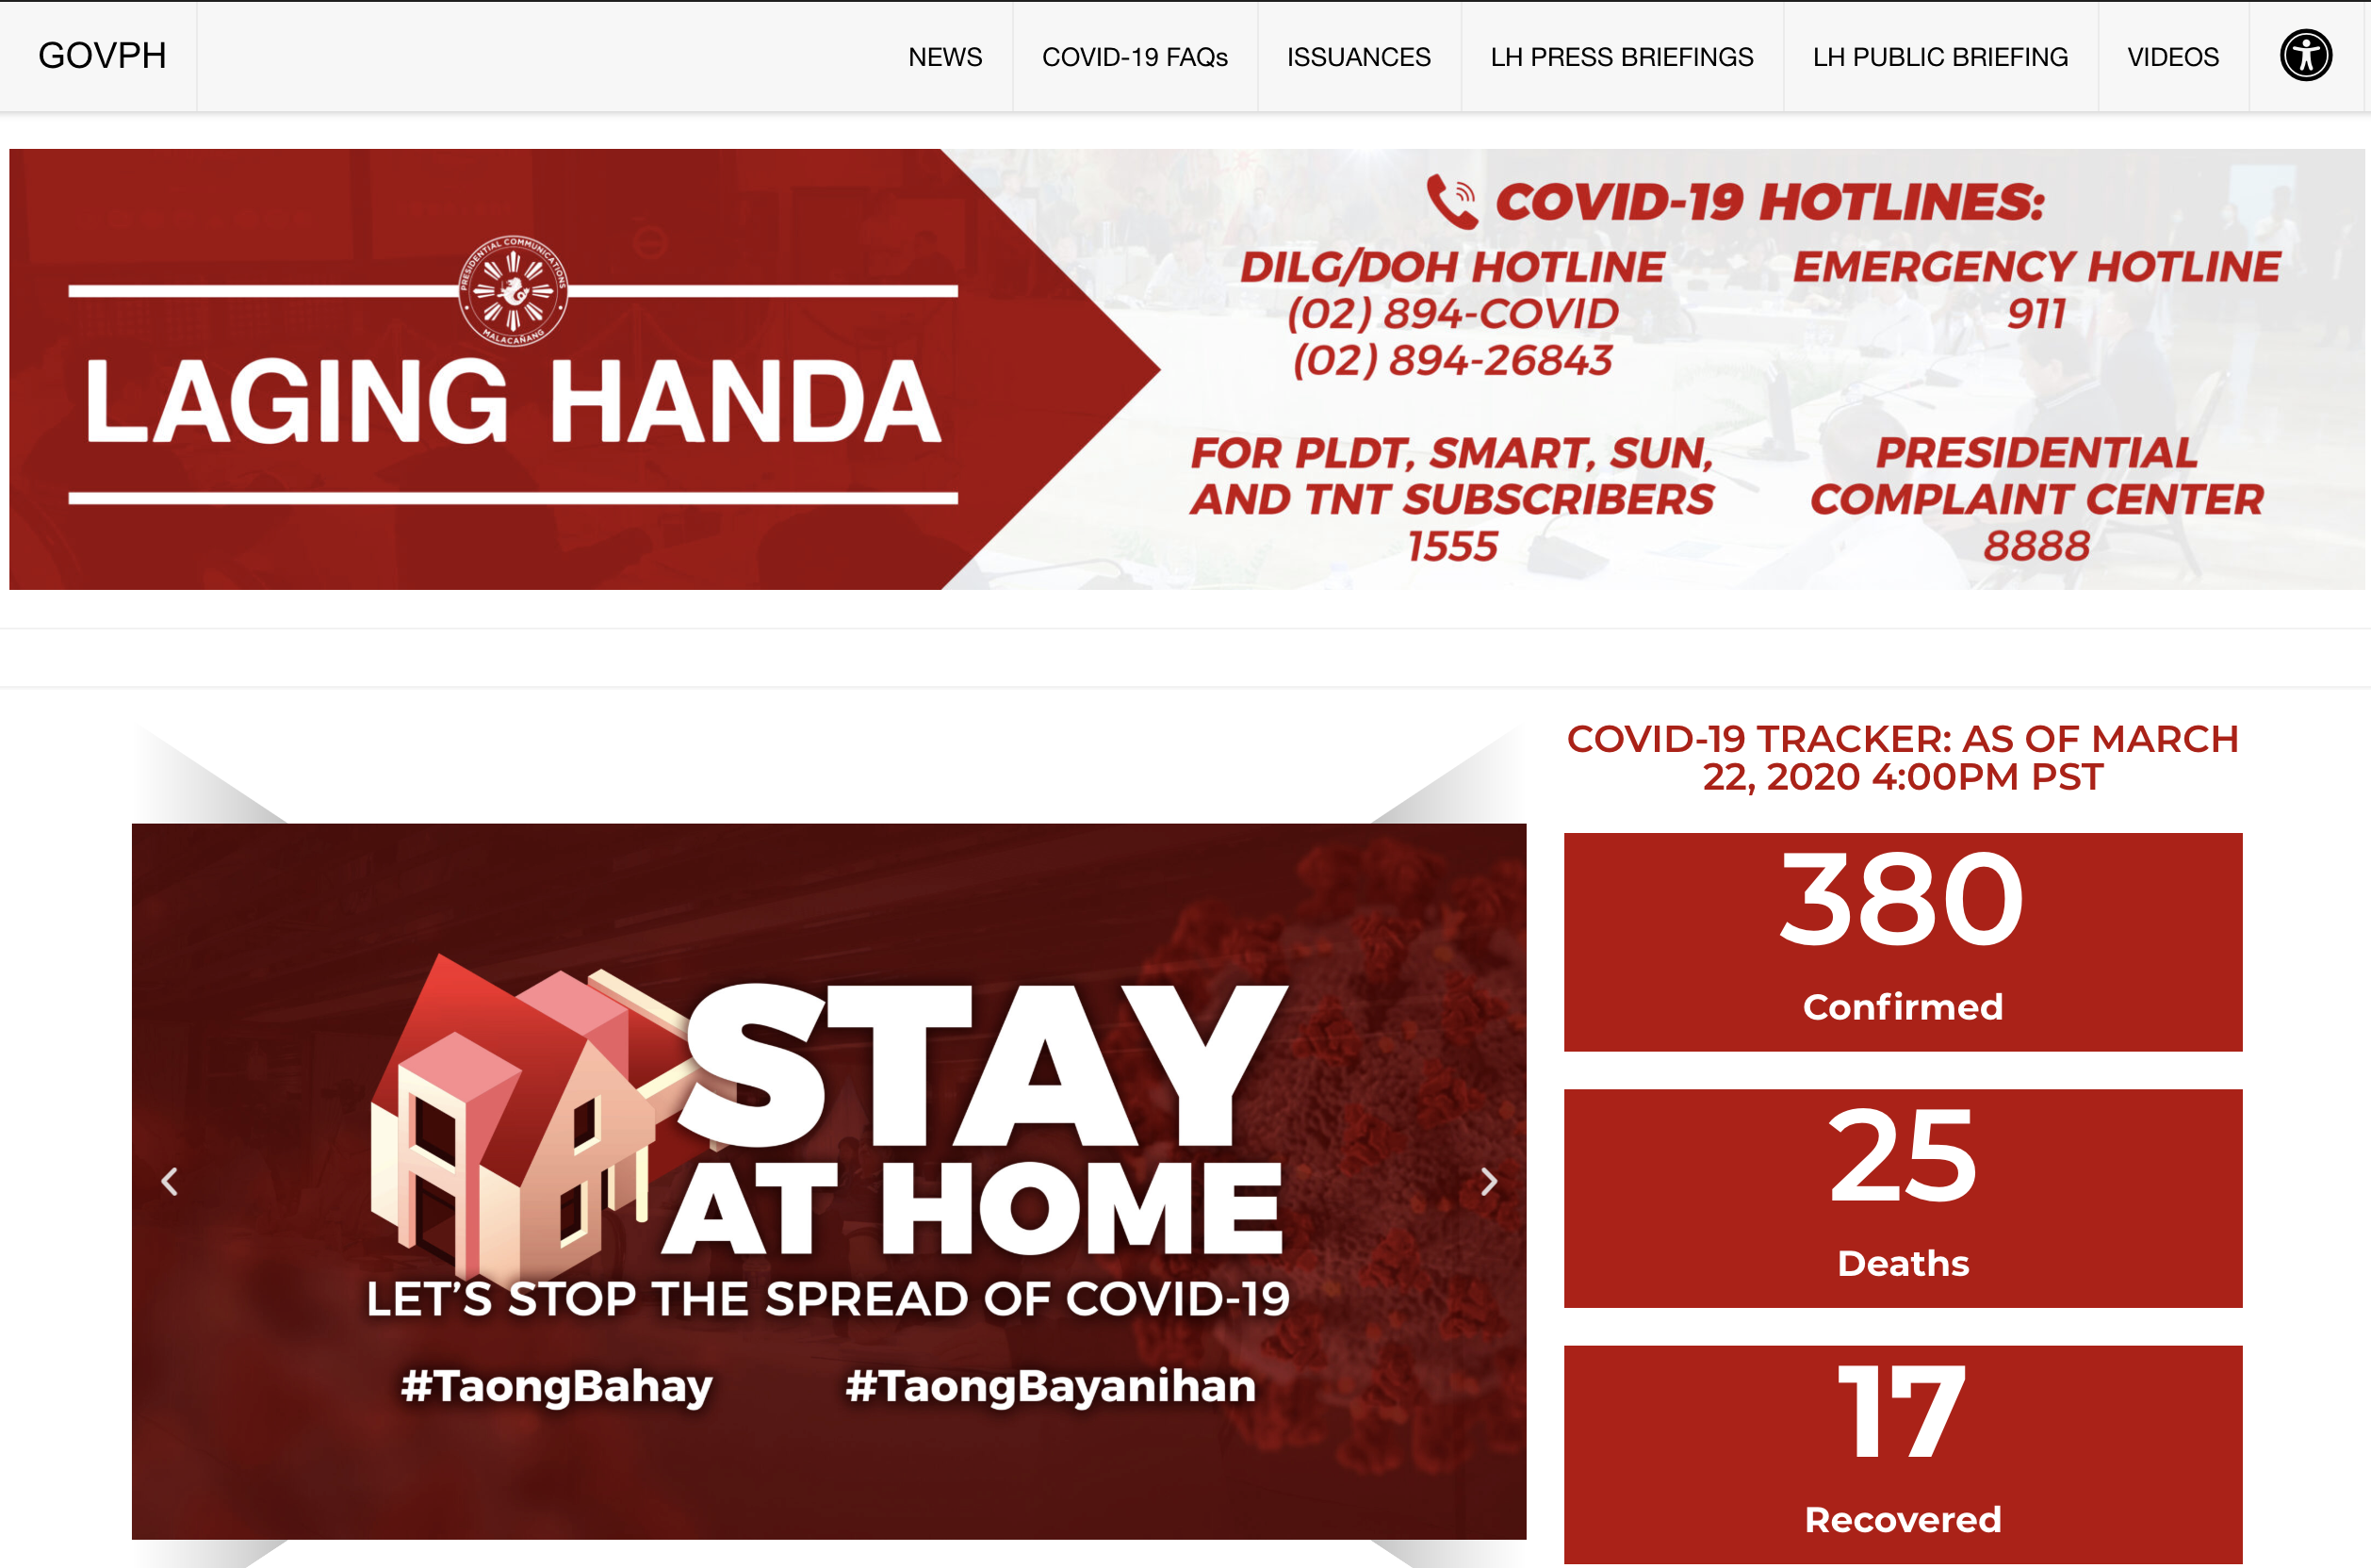 GOVPH
NEWS
COVID-19 FAQs
ISSUANCES
LH PRESS BRIEFINGS
LH PUBLIC BRIEFING
VIDEOS
PRESIDENTIAL COMMUNICATIONS
MALACAÑANG
LAGING HANDA
COVID-19 HOTLINES:
DILG/DOH HOTLINE
(02) 894-COVID
(02) 894-26843
EMERGENCY HOTLINE
911
FOR PLDT, SMART, SUN,
AND TNT SUBSCRIBERS
1555
PRESIDENTIAL
COMPLAINT CENTER
8888
STAY
AT HOME
LET'S STOP THE SPREAD OF COVID-19
#TaongBahay
#TaongBayanihan
COVID-19 TRACKER: AS OF MARCH
22, 2020 4:00PM PST
380
Confirmed
25
Deaths
17
Recovered